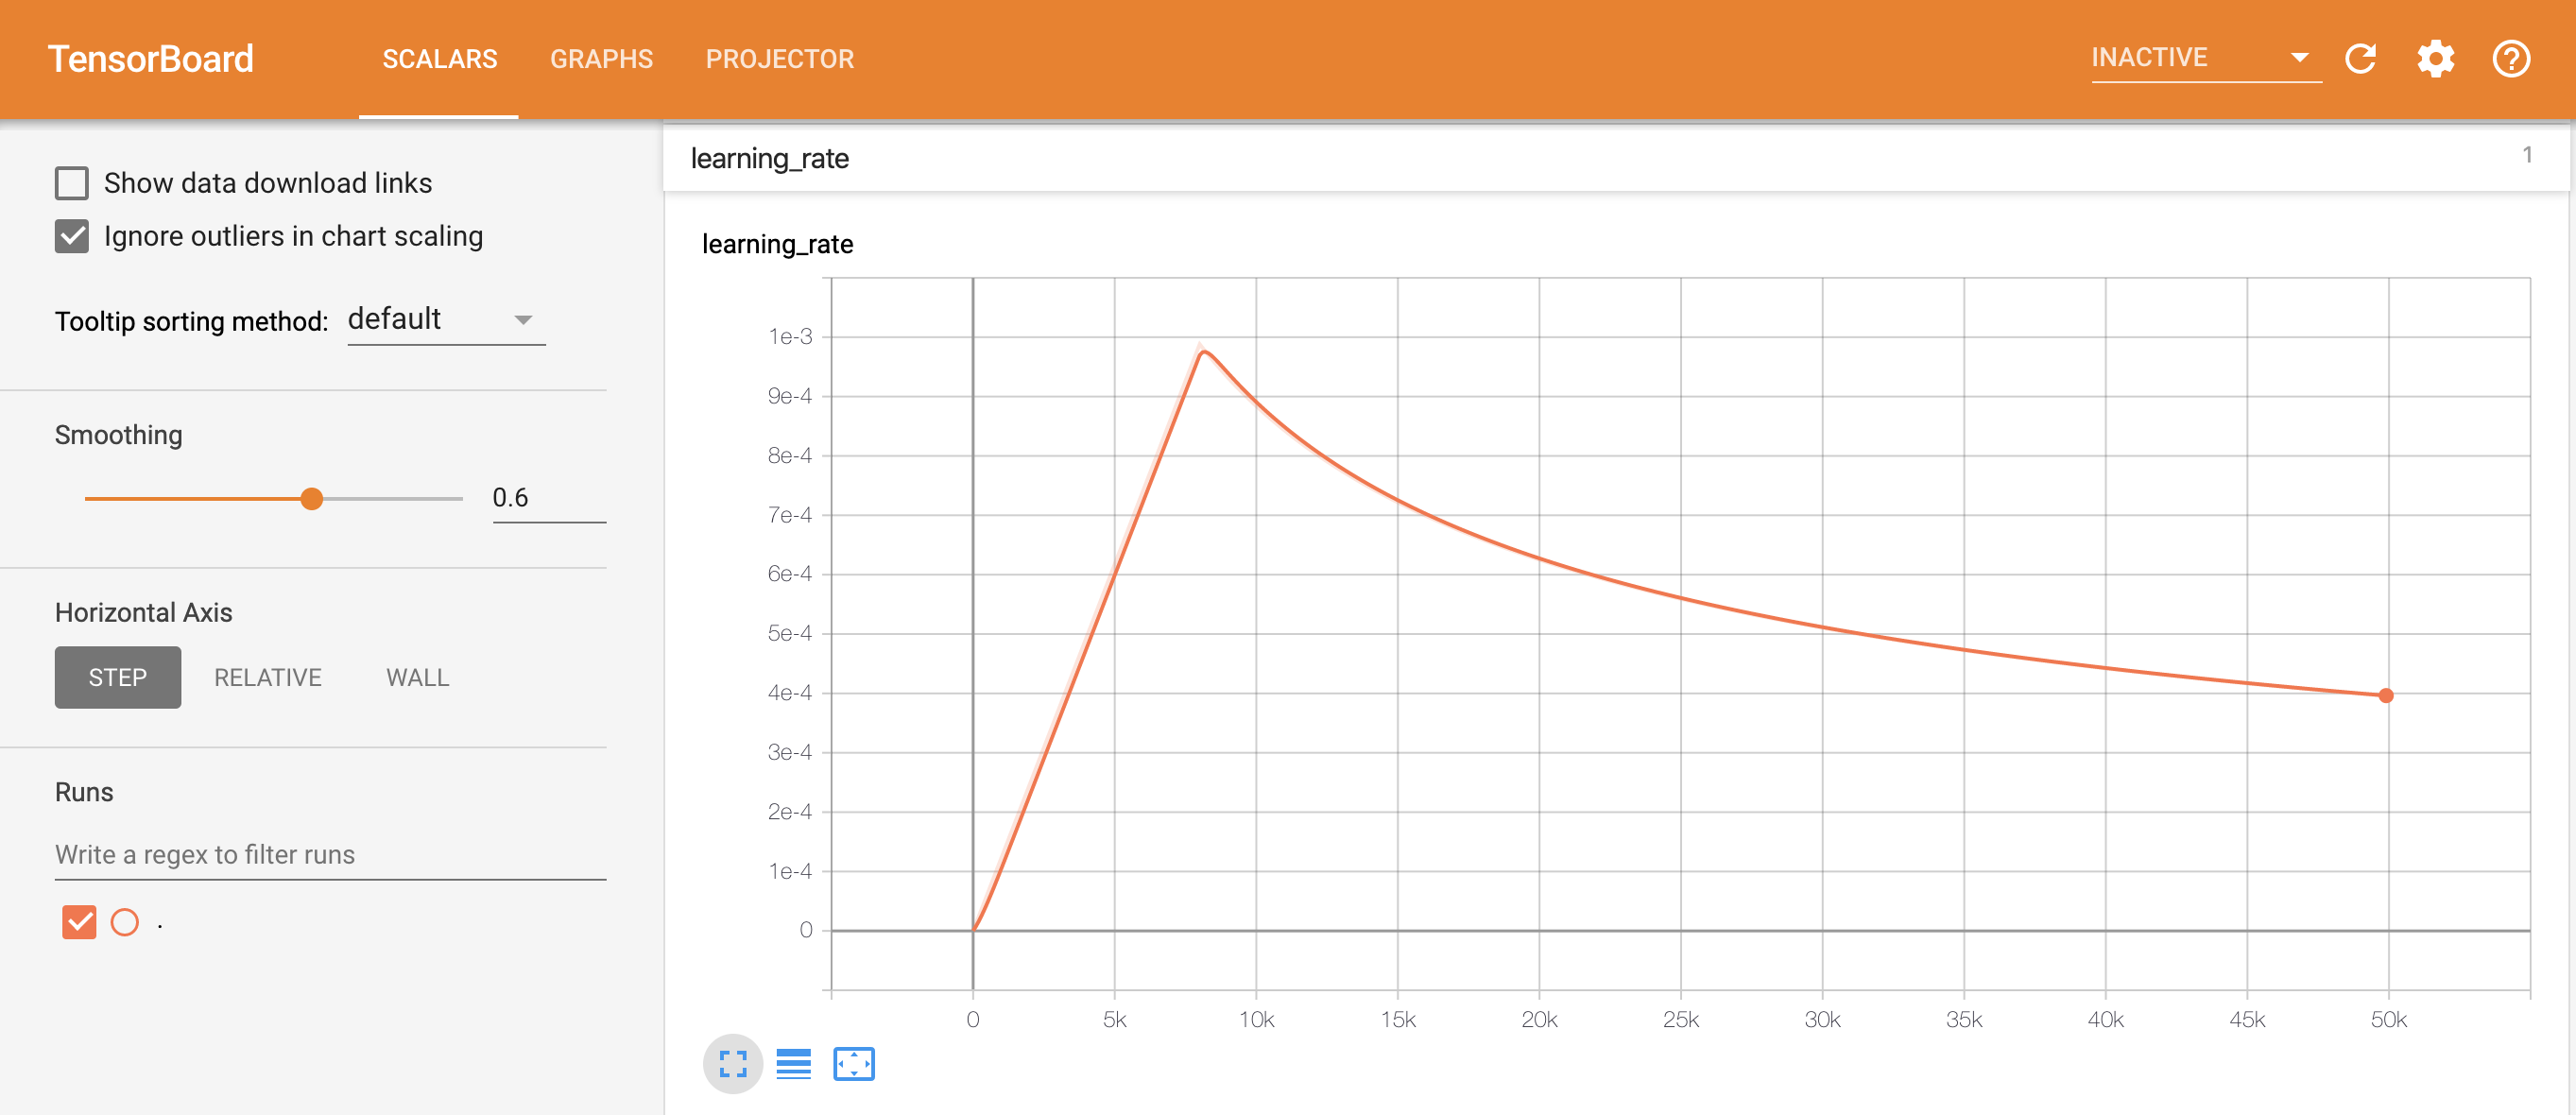 TensorBoard SCALARS GRAPHS PROJECTOR INACTIVE
Show data download links
Ignore outliers in chart scaling
Tooltip sorting method: default
Smoothing
0.6
Horizontal Axis
STEP RELATIVE WALL
Runs
Write a regex to filter runs
.
learning_rate 1
learning_rate
1e-3
9e-4
8e-4
7e-4
6e-4
5e-4
4e-4
3e-4
2e-4
1e-4
0
0 5k 10k 15k 20k 25k 30k 35k 40k 45k 50k